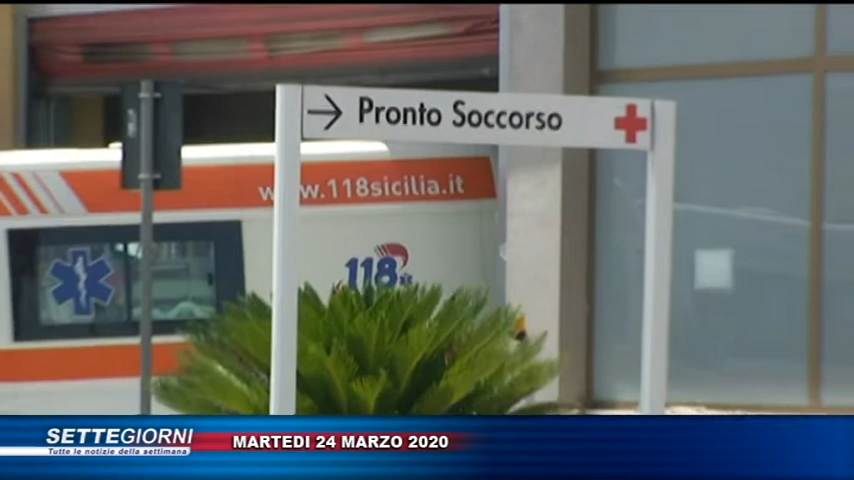 → Pronto Soccorso
www.118sicilia.it
118
SETTEGIORNI
Tutte le notizie della settimana
MARTEDI 24 MARZO 2020